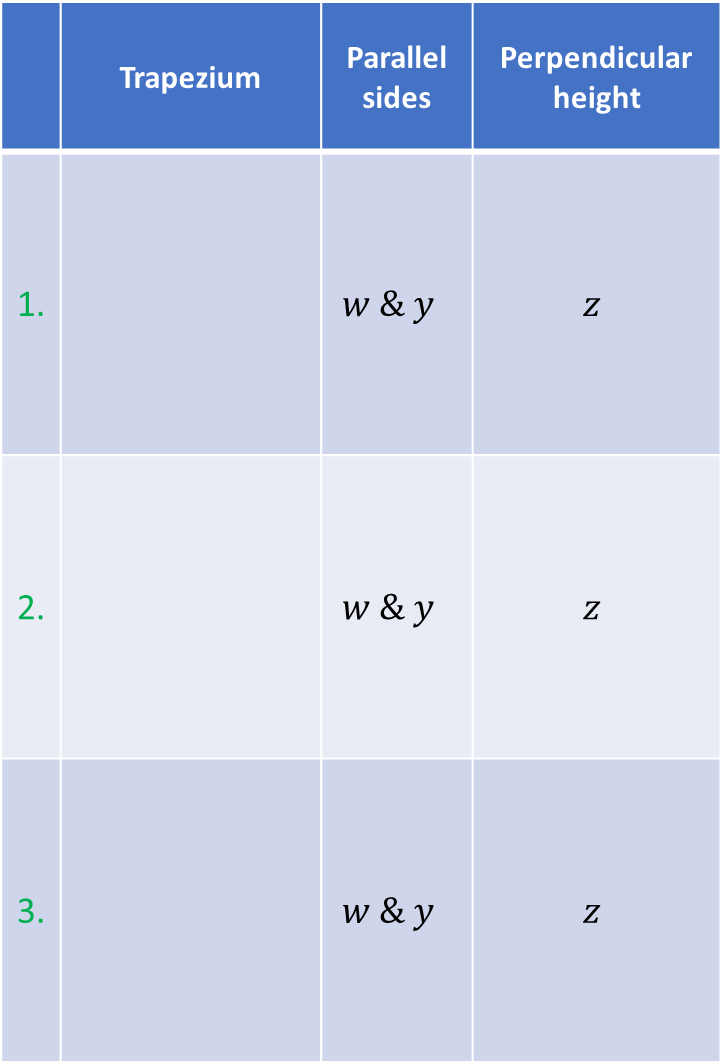 Trapezium
Parallel
sides
Perpendicular
height
1.
w & y
z
2.
w & y
z
3.
w & y
z